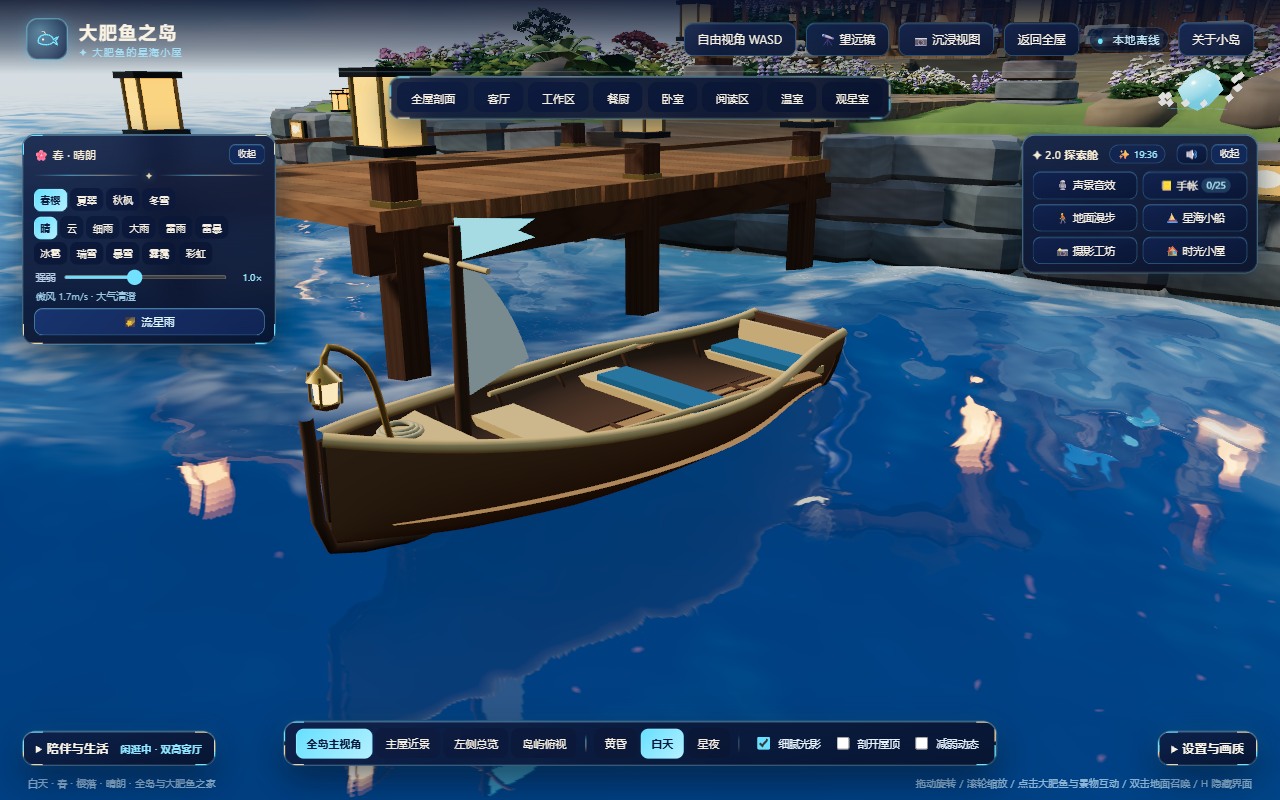 大肥鱼之岛
✦ 大肥鱼的星海小屋
自由视角 WASD
望远镜
沉浸视图
返回全屋
本地离线
关于小岛
全屋剖面 客厅 工作区 餐厨 卧室 阅读区 温室 观星室
春 · 晴朗
收起
春樱 夏翠 秋枫 冬雪
晴 云 细雨 大雨 雷雨 雷暴
冰雹 瑞雪 暴雪 雾霭 彩虹
强弱 1.0×
微风 1.7m/s · 大气清澄
流星雨
✦ 2.0 探索舱
19:36
收起
声景音效
手帐 0/25
地面漫步
星海小船
摄影工坊
时光小屋
▸ 陪伴与生活 闲逛中 · 双高客厅
全岛主视角 主屋近景 左侧总览 岛屿俯视 黄昏 白天 星夜 细腻光影 剖开屋顶 减弱动态
▸ 设置与画质
白天 · 春 · 樱落 · 晴朗 · 全岛与大肥鱼之家
拖动旋转 / 滚轮缩放 / 点击大肥鱼与景物互动 / 双击地面召唤 / H 隐藏界面